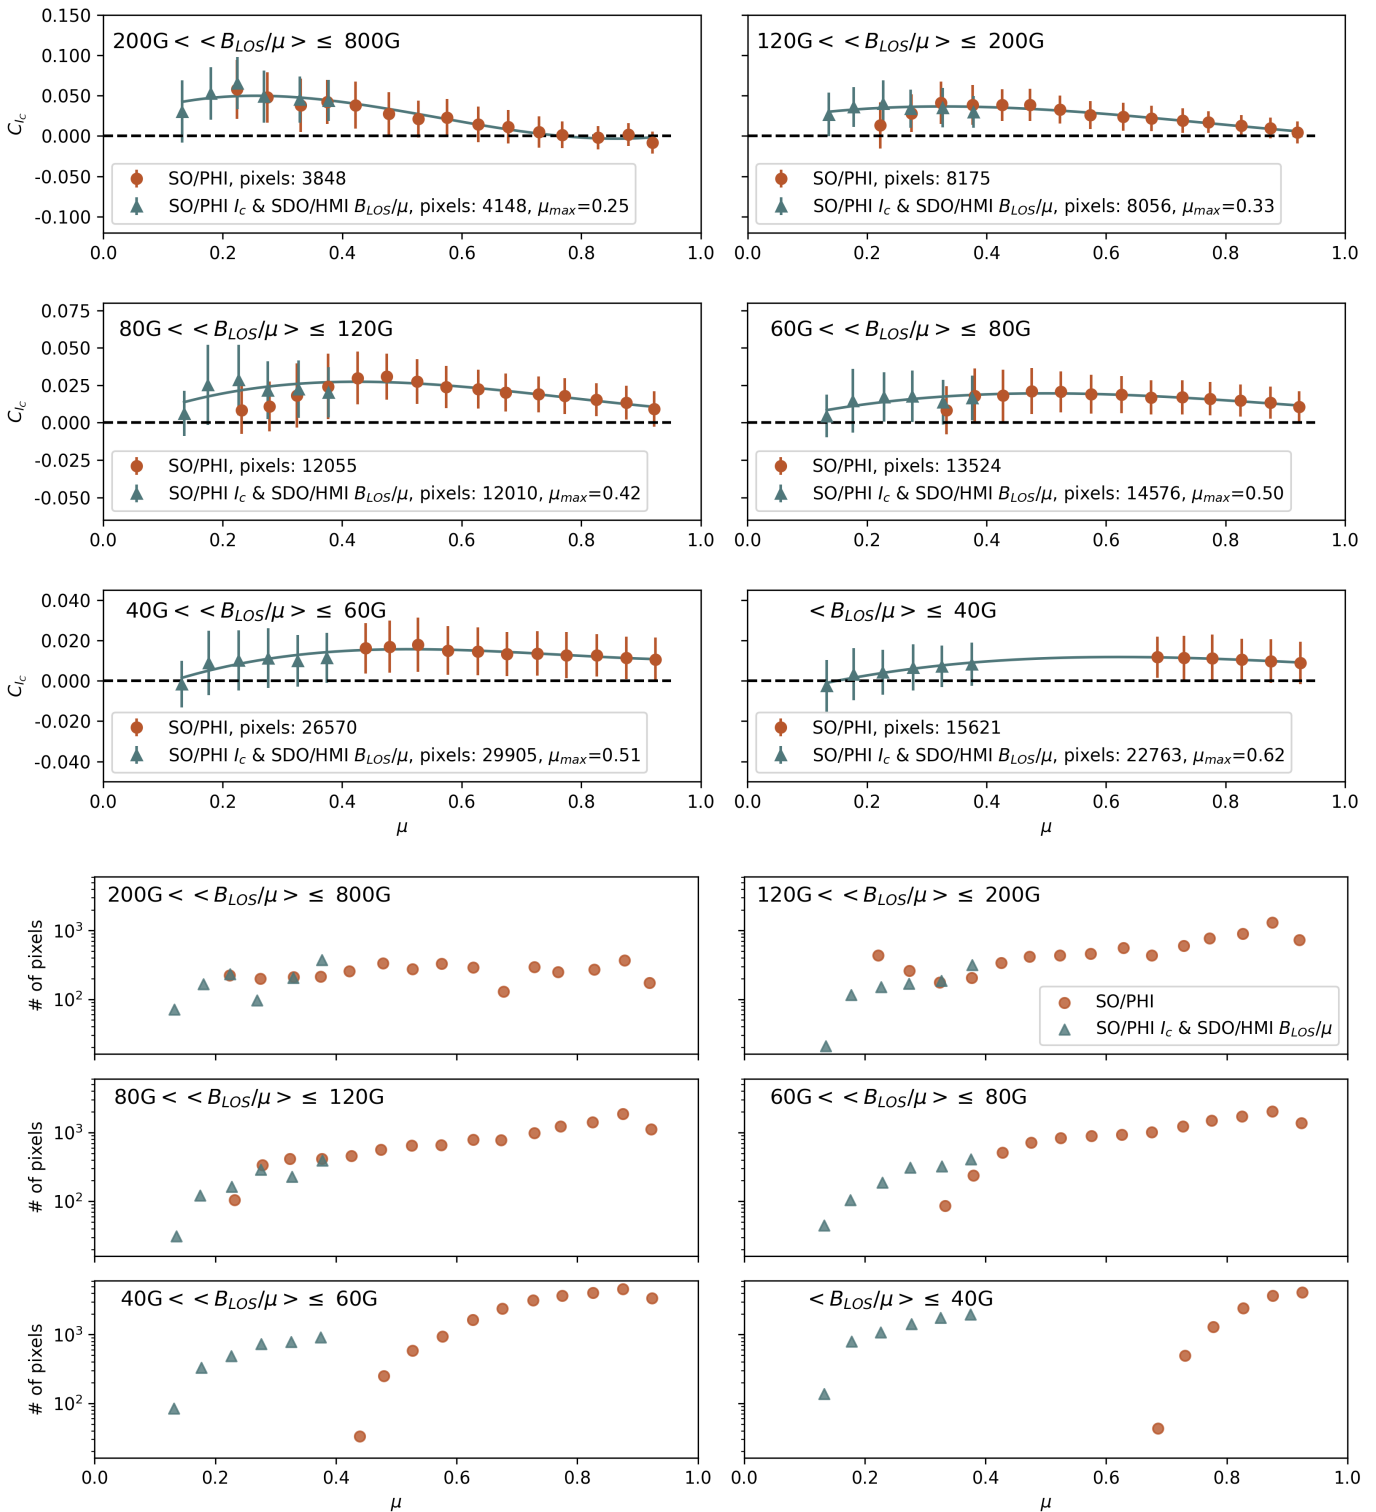 200G < < B_LOS/μ > ≤ 800G
120G < < B_LOS/μ > ≤ 200G
0.150
0.100
0.050
0.000
-0.050
-0.100
C_Ic
SO/PHI, pixels: 3848
SO/PHI I_c & SDO/HMI B_LOS/μ, pixels: 4148, μ_max=0.25
SO/PHI, pixels: 8175
SO/PHI I_c & SDO/HMI B_LOS/μ, pixels: 8056, μ_max=0.33
0.0 0.2 0.4 0.6 0.8 1.0
0.0 0.2 0.4 0.6 0.8 1.0
80G < < B_LOS/μ > ≤ 120G
60G < < B_LOS/μ > ≤ 80G
0.075
0.050
0.025
0.000
-0.025
-0.050
C_Ic
SO/PHI, pixels: 12055
SO/PHI I_c & SDO/HMI B_LOS/μ, pixels: 12010, μ_max=0.42
SO/PHI, pixels: 13524
SO/PHI I_c & SDO/HMI B_LOS/μ, pixels: 14576, μ_max=0.50
0.0 0.2 0.4 0.6 0.8 1.0
0.0 0.2 0.4 0.6 0.8 1.0
40G < < B_LOS/μ > ≤ 60G
< B_LOS/μ > ≤ 40G
0.040
0.020
0.000
-0.020
-0.040
C_Ic
SO/PHI, pixels: 26570
SO/PHI I_c & SDO/HMI B_LOS/μ, pixels: 29905, μ_max=0.51
SO/PHI, pixels: 15621
SO/PHI I_c & SDO/HMI B_LOS/μ, pixels: 22763, μ_max=0.62
0.0 0.2 0.4 0.6 0.8 1.0
0.0 0.2 0.4 0.6 0.8 1.0
μ
μ
200G < < B_LOS/μ > ≤ 800G
120G < < B_LOS/μ > ≤ 200G
10^3
10^2
# of pixels
SO/PHI
SO/PHI I_c & SDO/HMI B_LOS/μ
80G < < B_LOS/μ > ≤ 120G
60G < < B_LOS/μ > ≤ 80G
10^3
10^2
# of pixels
40G < < B_LOS/μ > ≤ 60G
< B_LOS/μ > ≤ 40G
10^3
10^2
# of pixels
0.0 0.2 0.4 0.6 0.8 1.0
0.0 0.2 0.4 0.6 0.8 1.0
μ
μ